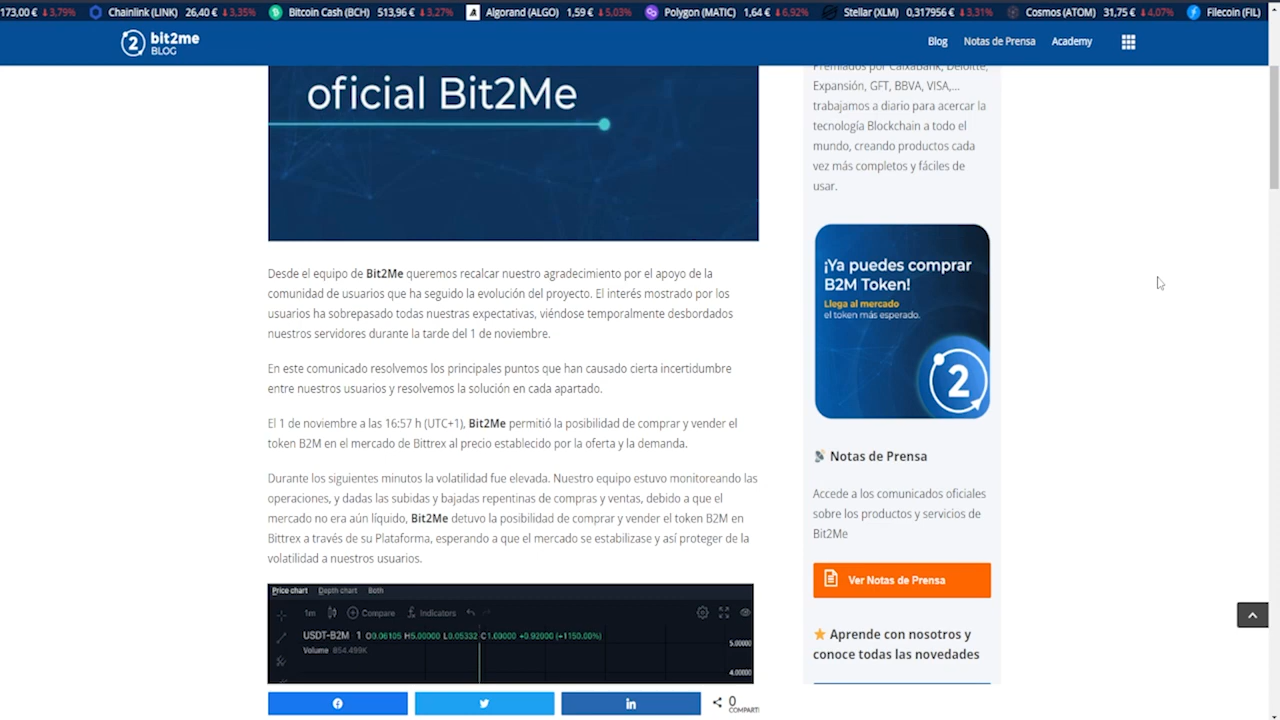 173,00 € ↓3,79% Chainlink (LINK) 26,40 € ↓3,35% Bitcoin Cash (BCH) 513,96 € ↓3,27% Algorand (ALGO) 1,59 € ↓5,03% Polygon (MATIC) 1,64 € ↓6,92% Stellar (XLM) 0,317956 € ↓3,31% Cosmos (ATOM) 31,75 € ↓4,07% Filecoin (FIL)
2 bit2me
BLOG
Blog Notas de Prensa Academy
oficial Bit2Me
Desde el equipo de Bit2Me queremos recalcar nuestro agradecimiento por el apoyo de la
comunidad de usuarios que ha seguido la evolución del proyecto. El interés mostrado por los
usuarios ha sobrepasado todas nuestras expectativas, viéndose temporalmente desbordados
nuestros servidores durante la tarde del 1 de noviembre.
En este comunicado resolvemos los principales puntos que han causado cierta incertidumbre
entre nuestros usuarios y resolvemos la solución en cada apartado.
El 1 de noviembre a las 16:57 h (UTC+1), Bit2Me permitió la posibilidad de comprar y vender el
token B2M en el mercado de Bittrex al precio establecido por la oferta y la demanda.
Durante los siguientes minutos la volatilidad fue elevada. Nuestro equipo estuvo monitoreando las
operaciones, y dadas las subidas y bajadas repentinas de compras y ventas, debido a que el
mercado no era aún líquido, Bit2Me detuvo la posibilidad de comprar y vender el token B2M en
Bittrex a través de su Plataforma, esperando a que el mercado se estabilizase y así proteger de la
volatilidad a nuestros usuarios.
Price chart Depth chart Both
1m Compare Indicators
USDT-B2M 1 O0.06105 H5.00000 L0.05332 C1.00000 +0.92000 (+1150.00%)
Volume 854.499K
5.00000
4.00000
0
COMPARTI
Premiados por CaixaBank, Deloitte,
Expansión, GFT, BBVA, VISA,...
trabajamos a diario para acercar la
tecnología Blockchain a todo el
mundo, creando productos cada
vez más completos y fáciles de
usar.
¡Ya puedes comprar
B2M Token!
Llega al mercado
el token más esperado.
2
Notas de Prensa
Accede a los comunicados oficiales
sobre los productos y servicios de
Bit2Me
Ver Notas de Prensa
Aprende con nosotros y
conoce todas las novedades